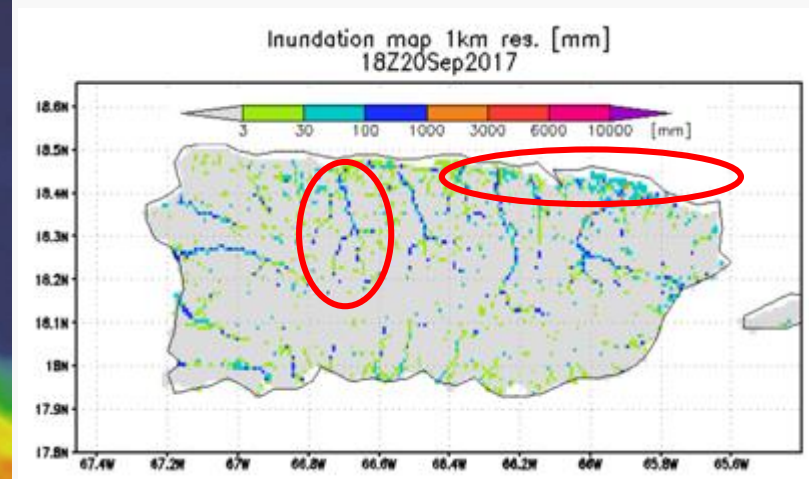 Inundation map 1km res. [mm]
18Z20Sep2017
3 30 100 1000 3000 6000 10000 [mm]
18.6N
18.5N
18.4N
18.3N
18.2N
18.1N
18N
17.9N
17.8N
67.4W 67.2W 67W 66.8W 66.6W 66.4W 66.2W 66W 65.8W 65.6W